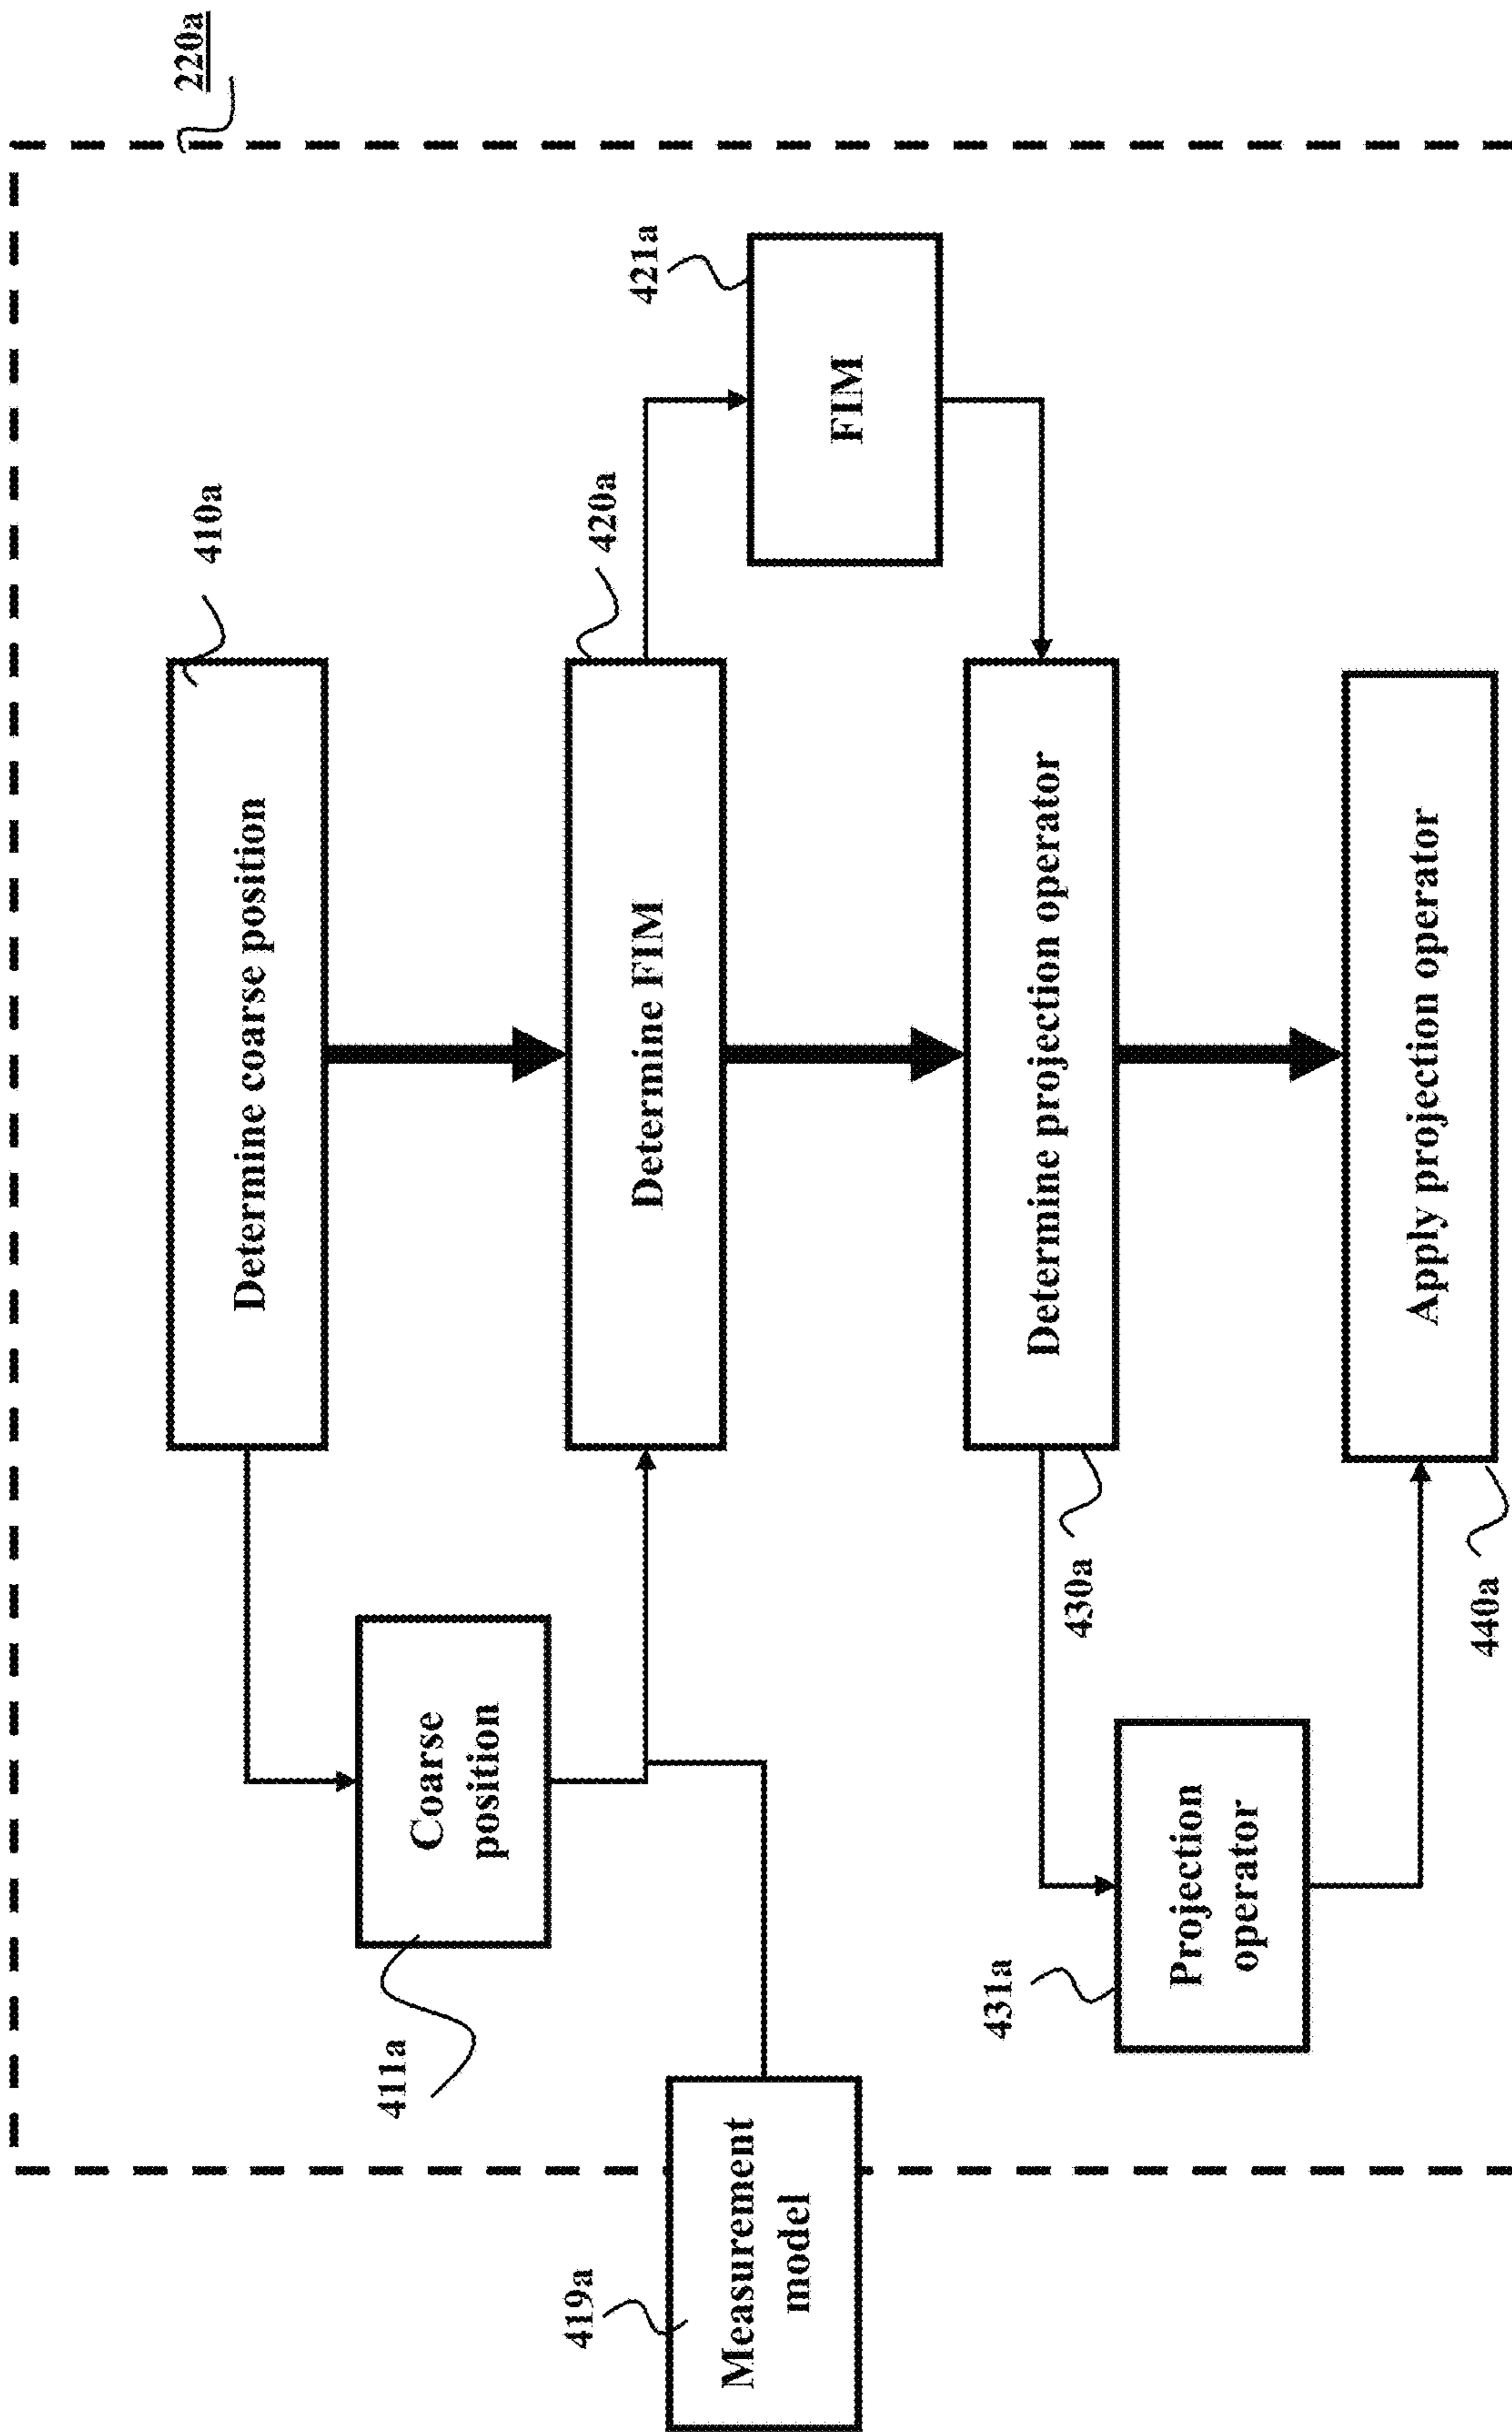 220a
410a
Determine coarse position
411a
Coarse
position
420a
Determine FIM
419a
Measurement
model
421a
FIM
Determine projection operator
430a
431a
Projection
operator
Apply projection operator
440a